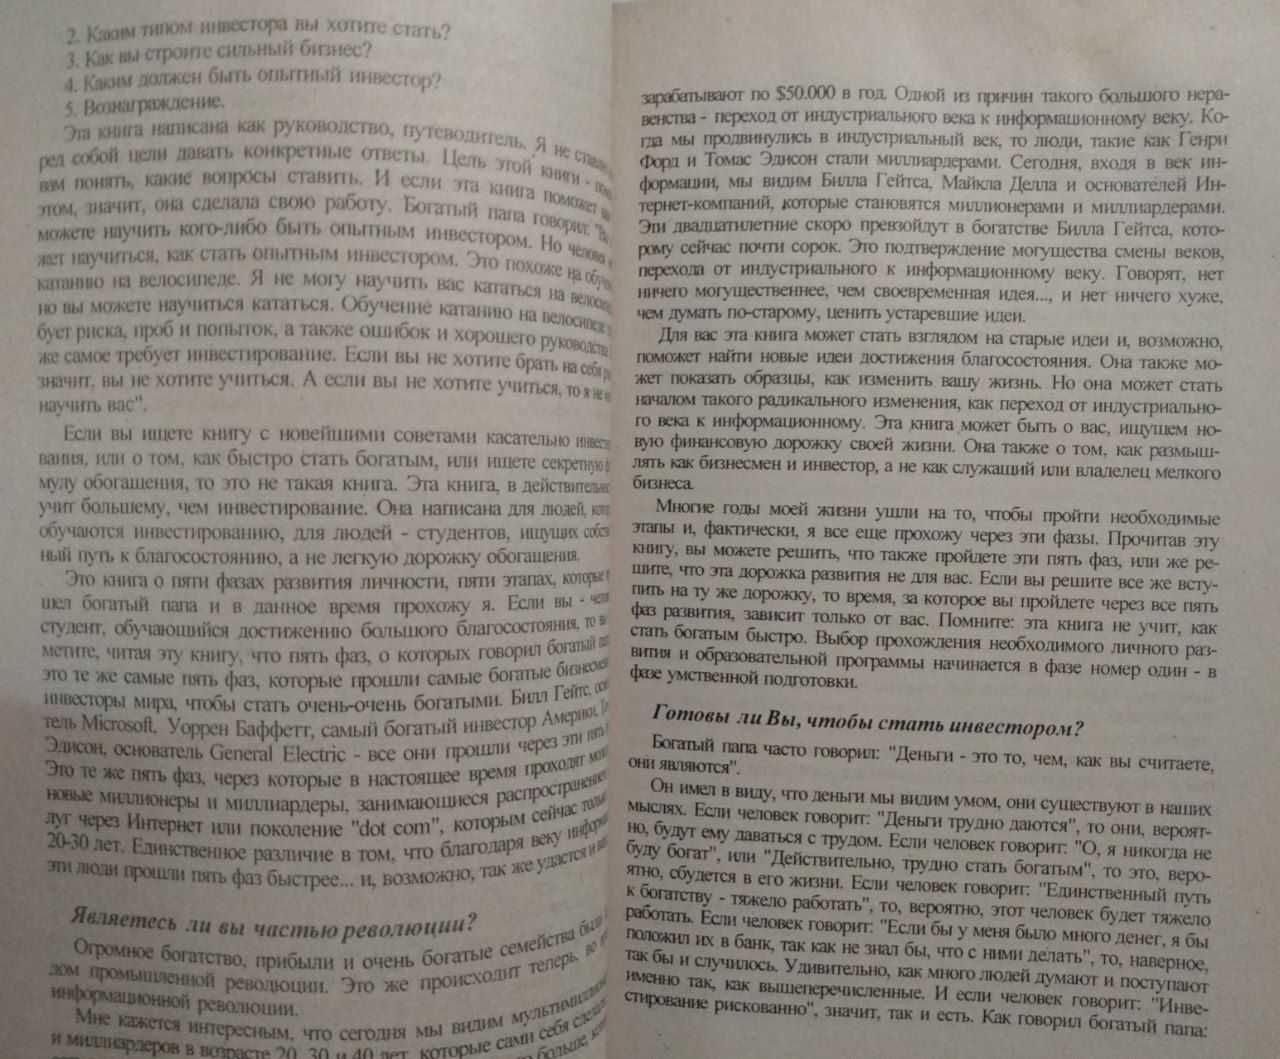 2. Каким типом инвестора вы хотите стать?
3. Как вы строите сильный бизнес?
4. Каким должен быть опытный инвестор?
5. Вознаграждение.
Эта книга написана как руководство, путеводитель. Я не
ред собой цели давать конкретные ответы. Цель этой книги -
вам понять, какие вопросы ставить. И если эта книга поможет
этом, значит, она сделала свою работу. Богатый папа говорил:
можете научить кого-либо быть опытным инвестором. Но
жет научиться, как стать опытным инвестором. Это похоже на
катанию на велосипеде. Я не могу научить вас кататься на
но вы можете научиться кататься. Обучение катанию на велосипеде
бует риска, проб и попыток, а также ошибок и хорошего
же самое требует инвестирование. Если вы не хотите брать на себя
значит, вы не хотите учиться. А если вы не хотите учиться, то я не
научить вас".
Если вы ищете книгу с новейшими советами касательно
вания, или о том, как быстро стать богатым, или ищете секретную
мулу обогащения, то это не такая книга. Эта книга, в
учит большему, чем инвестирование. Она написана для людей,
обучаются инвестированию, для людей - студентов, ищущих
ный путь к благосостоянию, а не легкую дорожку обогащения.
Это книга о пяти фазах развития личности, пяти этапах, которые
шел богатый папа и в данное время прохожу я. Если вы -
студент, обучающийся достижению большого благосостояния, то
метите, читая эту книгу, что пять фаз, о которых говорил богатый
это те же самые пять фаз, которые прошли самые богатые
инвесторы мира, чтобы стать очень-очень богатыми. Билл Гейтс,
тель Microsoft, Уоррен Баффетт, самый богатый инвестор Америки,
Эдисон, основатель General Electric - все они прошли через эти пять
Это те же пять фаз, через которые в настоящее время проходят
новые миллионеры и миллиардеры, занимающиеся распространением
луг через Интернет или поколение "dot com", которым сейчас только
20-30 лет. Единственное различие в том, что благодаря веку
эти люди прошли пять фаз быстрее... и, возможно, так же удастся и
Являетесь ли вы частью революции?
Огромное богатство, прибыли и очень богатые семейства были
дом промышленной революции. Это же происходит теперь, во
информационной революции.
Мне кажется интересным, что сегодня мы видим
и миллиардеров в возрасте 20, 30 и 40 лет, которые сами себя
зарабатывают по $50.000 в год. Одной из причин такого большого нера-
венства - переход от индустриального века к информационному веку. Ко-
гда мы продвинулись в индустриальный век, то люди, такие как Генри
Форд и Томас Эдисон стали миллиардерами. Сегодня, входя в век ин-
формации, мы видим Билла Гейтса, Майкла Делла и основателей Ин-
тернет-компаний, которые становятся миллионерами и миллиардерами.
Эти двадцатилетние скоро превзойдут в богатстве Билла Гейтса, кото-
рому сейчас почти сорок. Это подтверждение могущества смены веков,
перехода от индустриального к информационному веку. Говорят, нет
ничего могущественнее, чем своевременная идея..., и нет ничего хуже,
чем думать по-старому, ценить устаревшие идеи.
Для вас эта книга может стать взглядом на старые идеи и, возможно,
поможет найти новые идеи достижения благосостояния. Она также мо-
жет показать образцы, как изменить вашу жизнь. Но она может стать
началом такого радикального изменения, как переход от индустриально-
го века к информационному. Эта книга может быть о вас, ищущем но-
вую финансовую дорожку своей жизни. Она также о том, как размыш-
лять как бизнесмен и инвестор, а не как служащий или владелец мелкого
бизнеса.
Многие годы моей жизни ушли на то, чтобы пройти необходимые
этапы и, фактически, я все еще прохожу через эти фазы. Прочитав эту
книгу, вы можете решить, что также пройдете эти пять фаз, или же ре-
шите, что эта дорожка развития не для вас. Если вы решите все же всту-
пить на ту же дорожку, то время, за которое вы пройдете через все пять
фаз развития, зависит только от вас. Помните: эта книга не учит, как
стать богатым быстро. Выбор прохождения необходимого личного раз-
вития и образовательной программы начинается в фазе номер один - в
фазе умственной подготовки.
Готовы ли Вы, чтобы стать инвестором?
Богатый папа часто говорил: "Деньги - это то, чем, как вы считаете,
они являются".
Он имел в виду, что деньги мы видим умом, они существуют в наших
мыслях. Если человек говорит: "Деньги трудно даются", то они, вероят-
но, будут ему даваться с трудом. Если человек говорит: "О, я никогда не
буду богат", или "Действительно, трудно стать богатым", то это, веро-
ятно, сбудется в его жизни. Если человек говорит: "Единственный путь
к богатству - тяжело работать", то, вероятно, этот человек будет тяжело
работать. Если человек говорит: "Если бы у меня было много денег, я бы
положил их в банк, так как не знал бы, что с ними делать", то, наверное,
так бы и случилось. Удивительно, как много людей думают и поступают
именно так, как вышеперечисленные. И если человек говорит: "Инве-
стирование рискованно", значит, так и есть. Как говорил богатый папа: